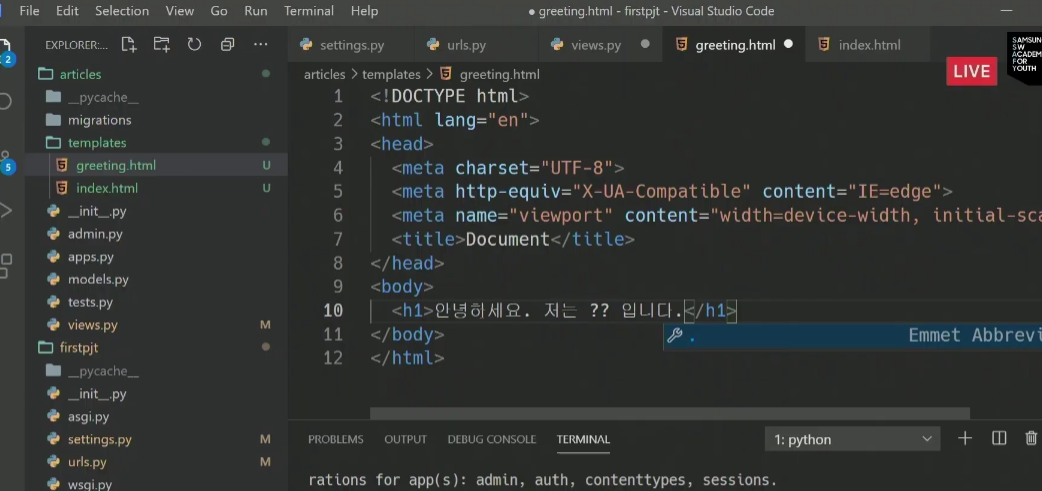 File Edit Selection View Go Run Terminal Help ● greeting.html - firstpjt - Visual Studio Code
EXPLORER:...
settings.py urls.py views.py greeting.html index.html
SAMSUN
SW
ACADEM
FOR
YOUTH
LIVE
2
5
articles
__pycache__
migrations
templates
greeting.html U
index.html U
__init__.py
admin.py
apps.py
models.py
tests.py
views.py M
firstpjt
__pycache__
__init__.py
asgi.py
settings.py M
urls.py M
wsgi.py
articles > templates > greeting.html
1 <!DOCTYPE html>
2 <html lang="en">
3 <head>
4 <meta charset="UTF-8">
5 <meta http-equiv="X-UA-Compatible" content="IE=edge">
6 <meta name="viewport" content="width=device-width, initial-sca
7 <title>Document</title>
8 </head>
9 <body>
10 <h1>안녕하세요. 저는 ?? 입니다.</h1>
11 </body>
12 </html>
. Emmet Abbrevi
PROBLEMS OUTPUT DEBUG CONSOLE TERMINAL 1: python
rations for app(s): admin, auth, contenttypes, sessions.